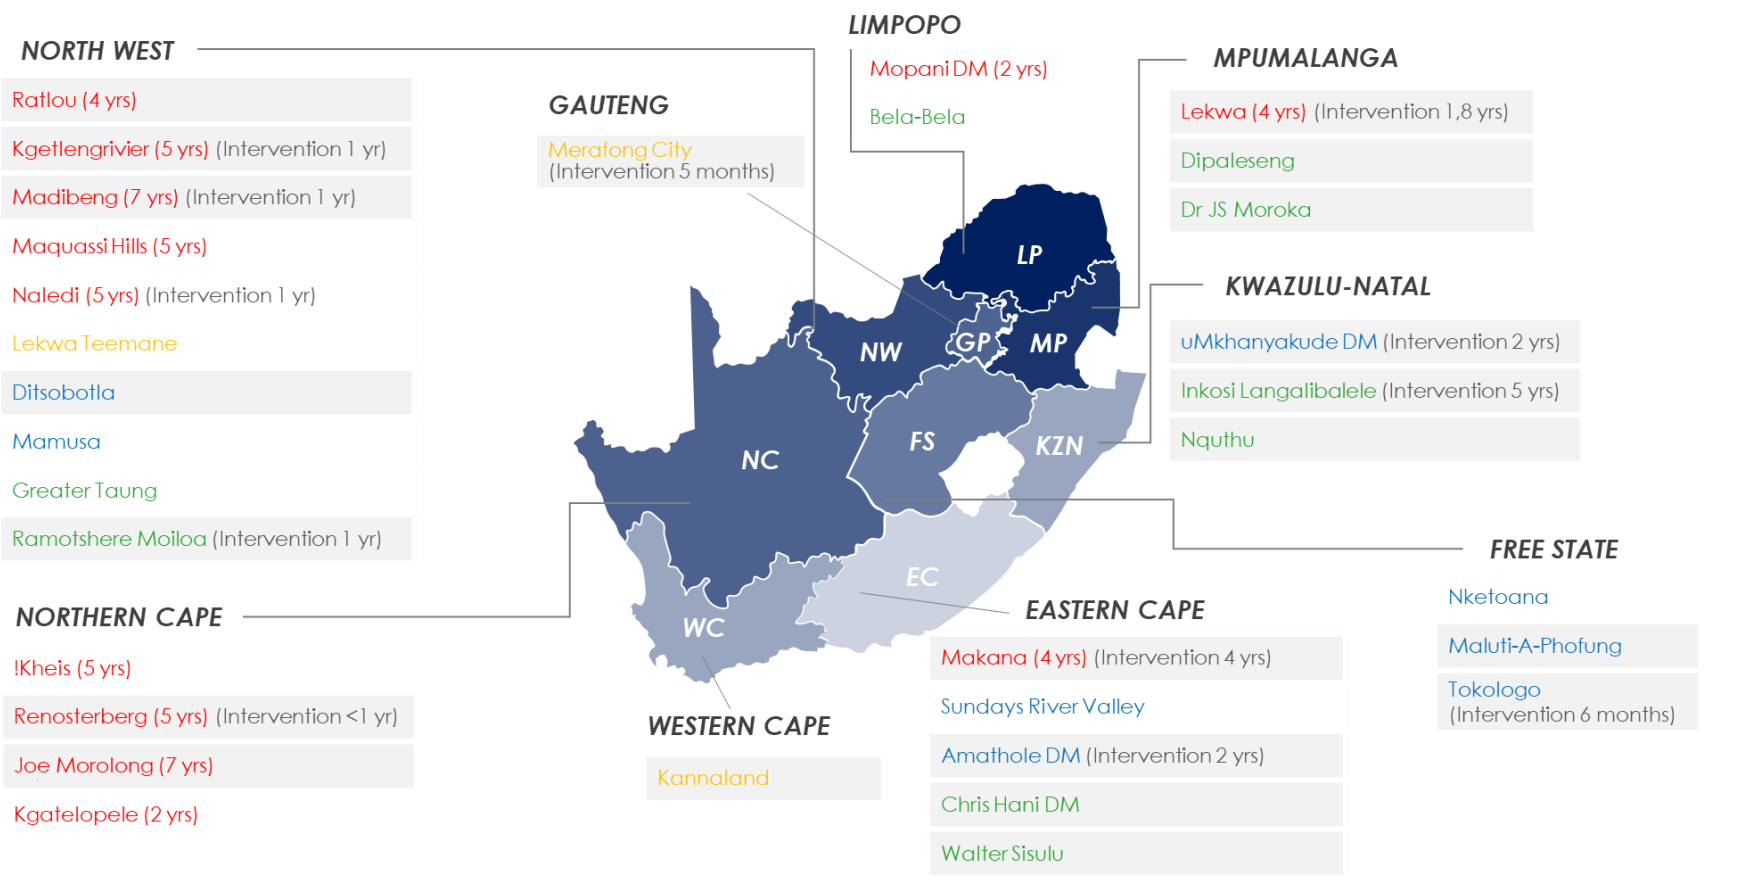 NORTH WEST
Ratlou (4 yrs)
Kgetlengrivier (5 yrs) (Intervention 1 yr)
Madibeng (7 yrs) (Intervention 1 yr)
Maquassi Hills (5 yrs)
Naledi (5 yrs) (Intervention 1 yr)
Lekwa Teemane
Ditsobotla
Mamusa
Greater Taung
Ramotshere Moiloa (Intervention 1 yr)
NORTHERN CAPE
!Kheis (5 yrs)
Renosterberg (5 yrs) (Intervention <1 yr)
Joe Morolong (7 yrs)
Kgatelopele (2 yrs)
GAUTENG
Merafong City
(Intervention 5 months)
LIMPOPO
Mopani DM (2 yrs)
Bela-Bela
MPUMALANGA
Lekwa (4 yrs) (Intervention 1,8 yrs)
Dipaleseng
Dr JS Moroka
KWAZULU-NATAL
uMkhanyakude DM (Intervention 2 yrs)
Inkosi Langalibalele (Intervention 5 yrs)
Nquthu
LP
NW
GP
MP
NC
FS
KZN
EC
WC
FREE STATE
Nketoana
Maluti-A-Phofung
Tokologo
(Intervention 6 months)
EASTERN CAPE
Makana (4 yrs) (Intervention 4 yrs)
Sundays River Valley
Amathole DM (Intervention 2 yrs)
Chris Hani DM
Walter Sisulu
WESTERN CAPE
Kannaland